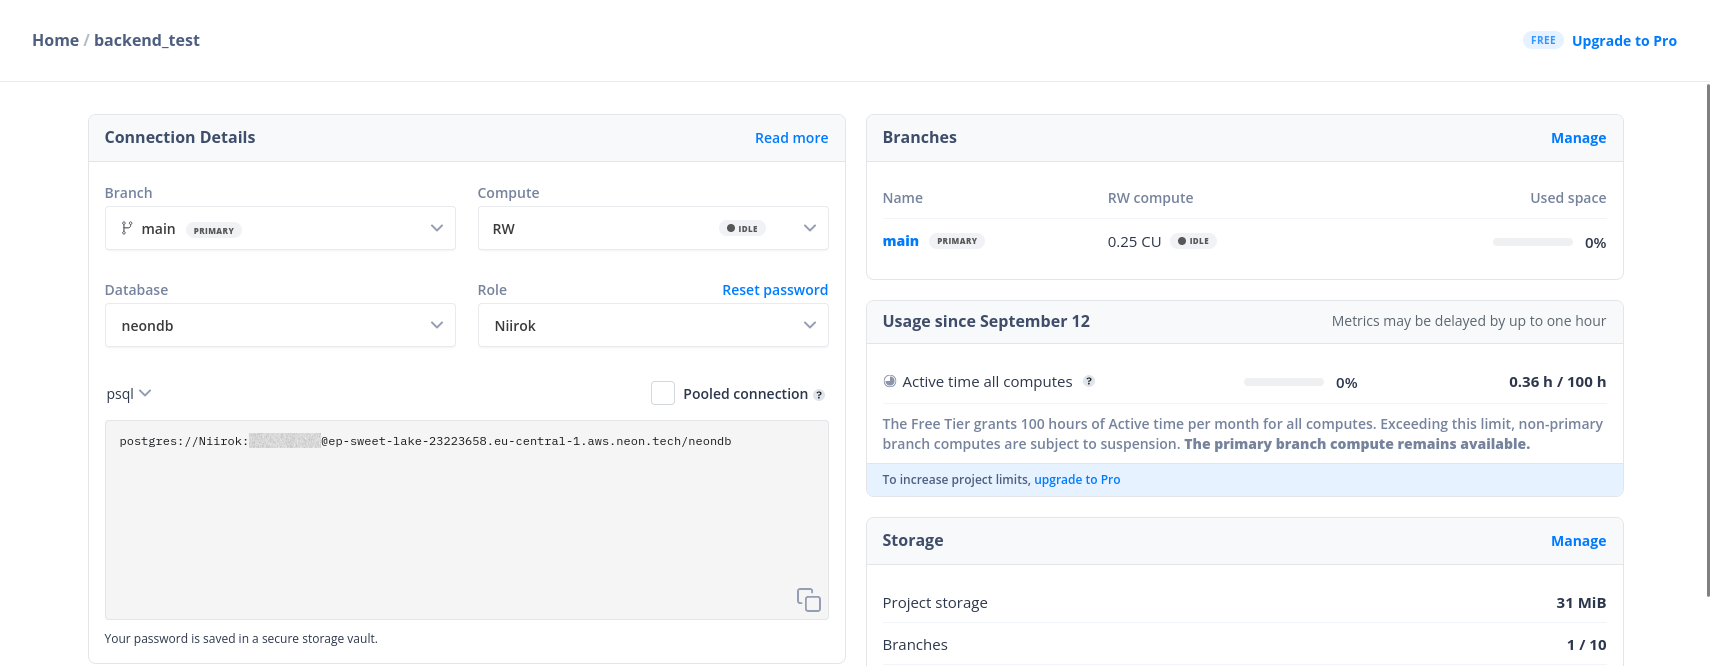 Home / backend_test
FREE Upgrade to Pro
Connection Details Read more
Branch Compute
main PRIMARY RW IDLE
Database Role Reset password
neondb Niirok
psql Pooled connection ?
postgres://Niirok: @ep-sweet-lake-23223658.eu-central-1.aws.neon.tech/neondb
Your password is saved in a secure storage vault.
Branches Manage
Name RW compute Used space
main PRIMARY 0.25 CU IDLE 0%
Usage since September 12 Metrics may be delayed by up to one hour
Active time all computes ? 0% 0.36 h / 100 h
The Free Tier grants 100 hours of Active time per month for all computes. Exceeding this limit, non-primary
branch computes are subject to suspension. The primary branch compute remains available.
To increase project limits, upgrade to Pro
Storage Manage
Project storage 31 MiB
Branches 1 / 10